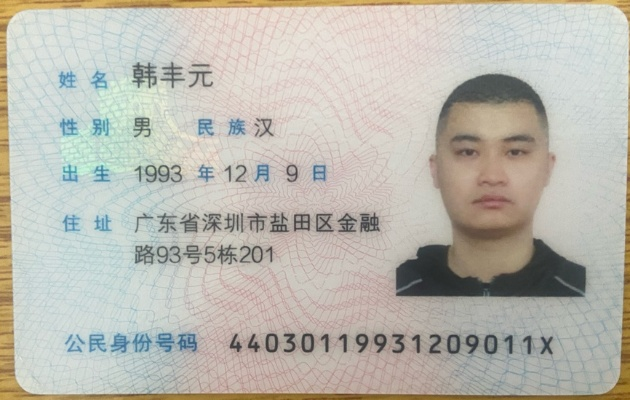 姓名 韩丰元
性别 男 民族 汉
出生 1993 年 12 月 9 日
住址 广东省深圳市盐田区金融
路93号5栋201
公民身份号码 44030119931209011X